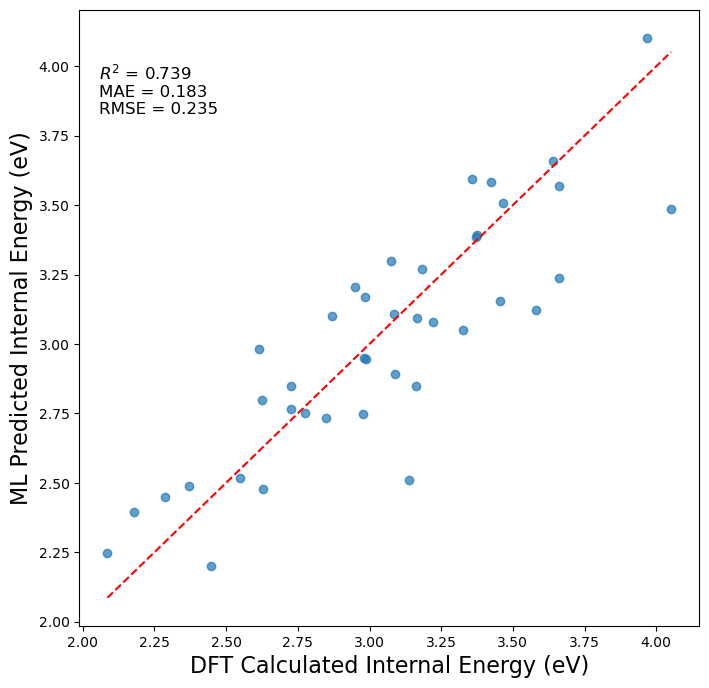 R² = 0.739
MAE = 0.183
RMSE = 0.235
ML Predicted Internal Energy (eV)
4.00
3.75
3.50
3.25
3.00
2.75
2.50
2.25
2.00
2.00 2.25 2.50 2.75 3.00 3.25 3.50 3.75 4.00
DFT Calculated Internal Energy (eV)